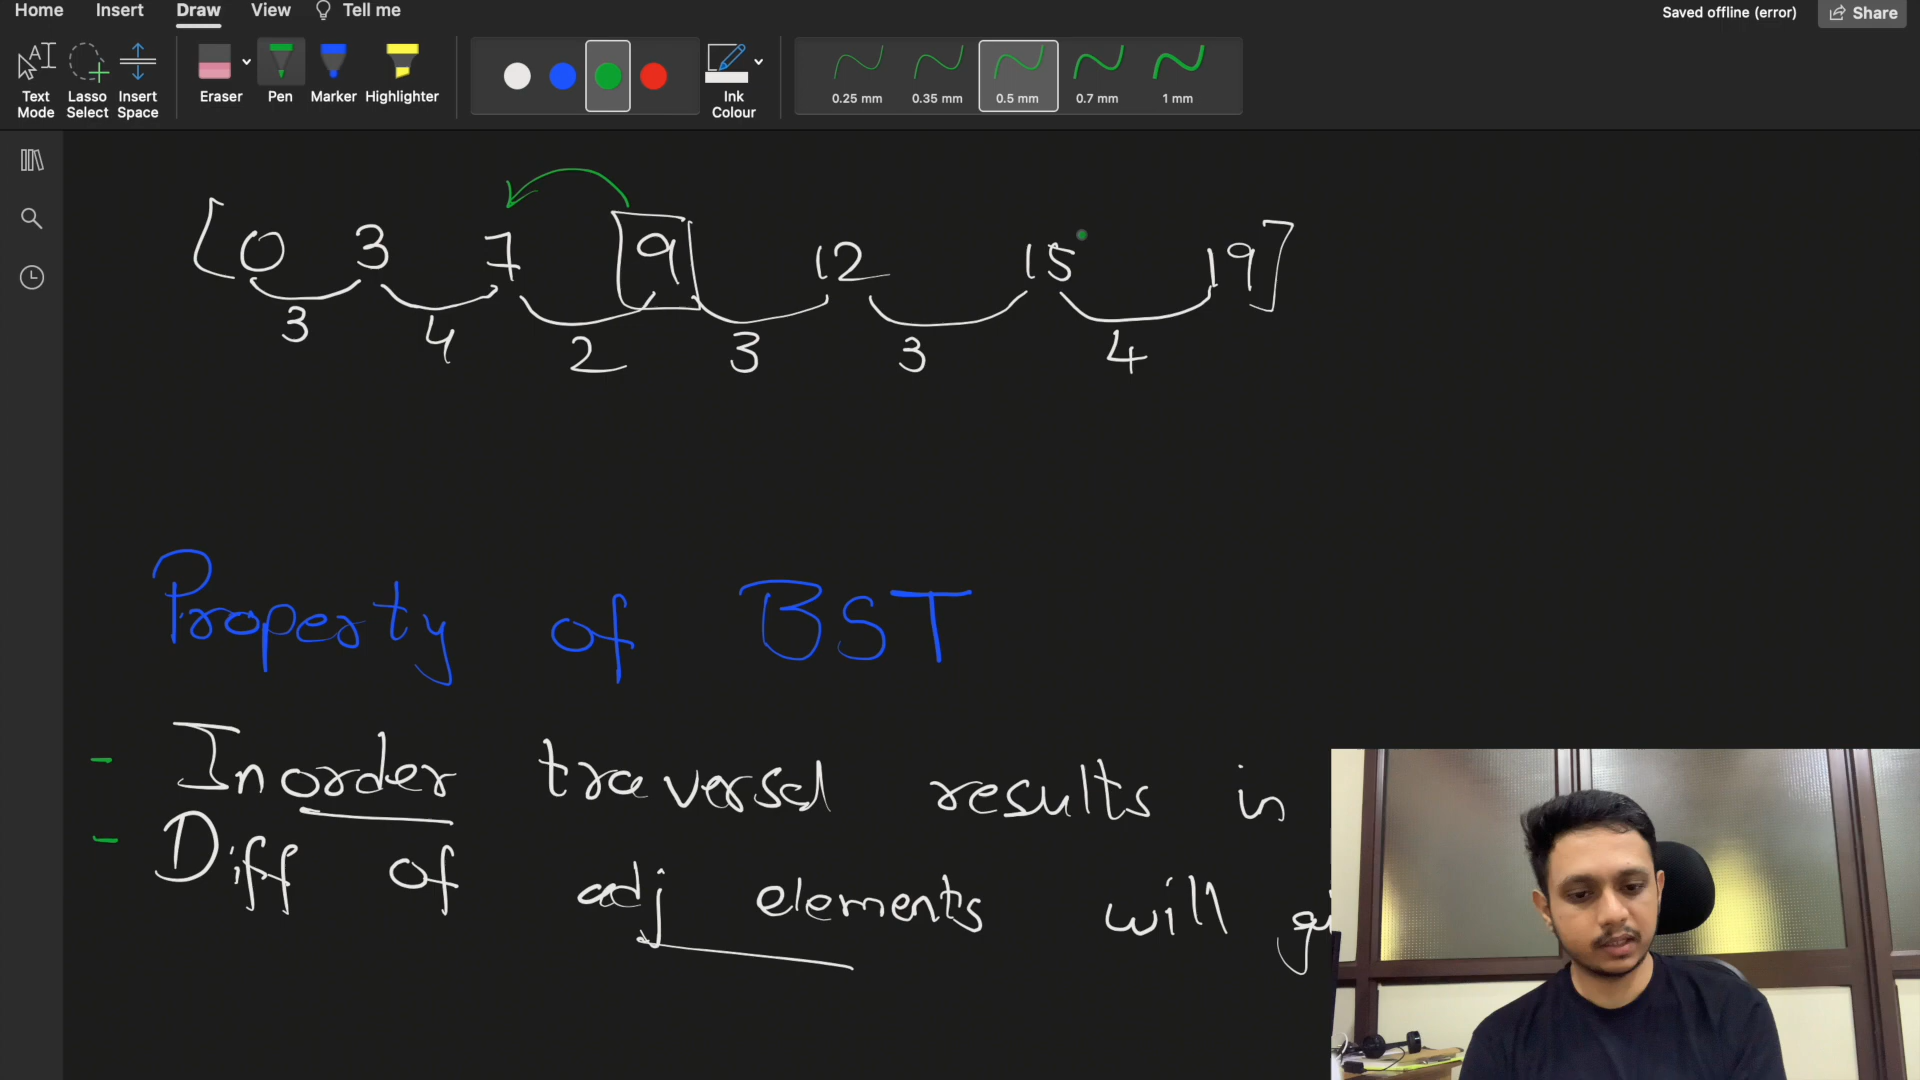 Home Insert Draw View Tell me Saved offline (error) Share
Text Mode Lasso Select Insert Space Eraser Pen Marker Highlighter Ink Colour 0.25 mm 0.35 mm 0.5 mm 0.7 mm 1 mm
[0 3 7 9 12 15 19]
3 4 2 3 3 4
Property of BST
- Inorder traversal results in
- Diff of adj elements will gi